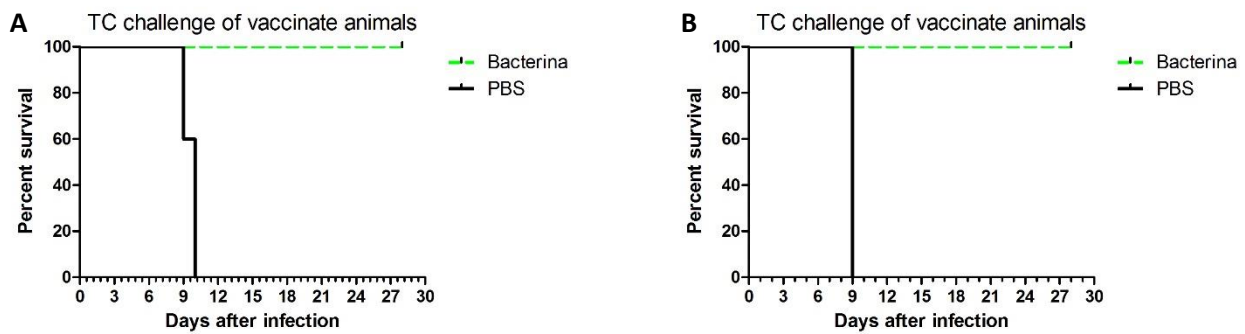 A
TC challenge of vaccinate animals
100
80
60
40
20
0
Percent survival
0 3 6 9 12 15 18 21 24 27 30
Days after infection
Bacterina
PBS
B
TC challenge of vaccinate animals
100
80
60
40
20
0
Percent survival
0 3 6 9 12 15 18 21 24 27 30
Days after infection
Bacterina
PBS